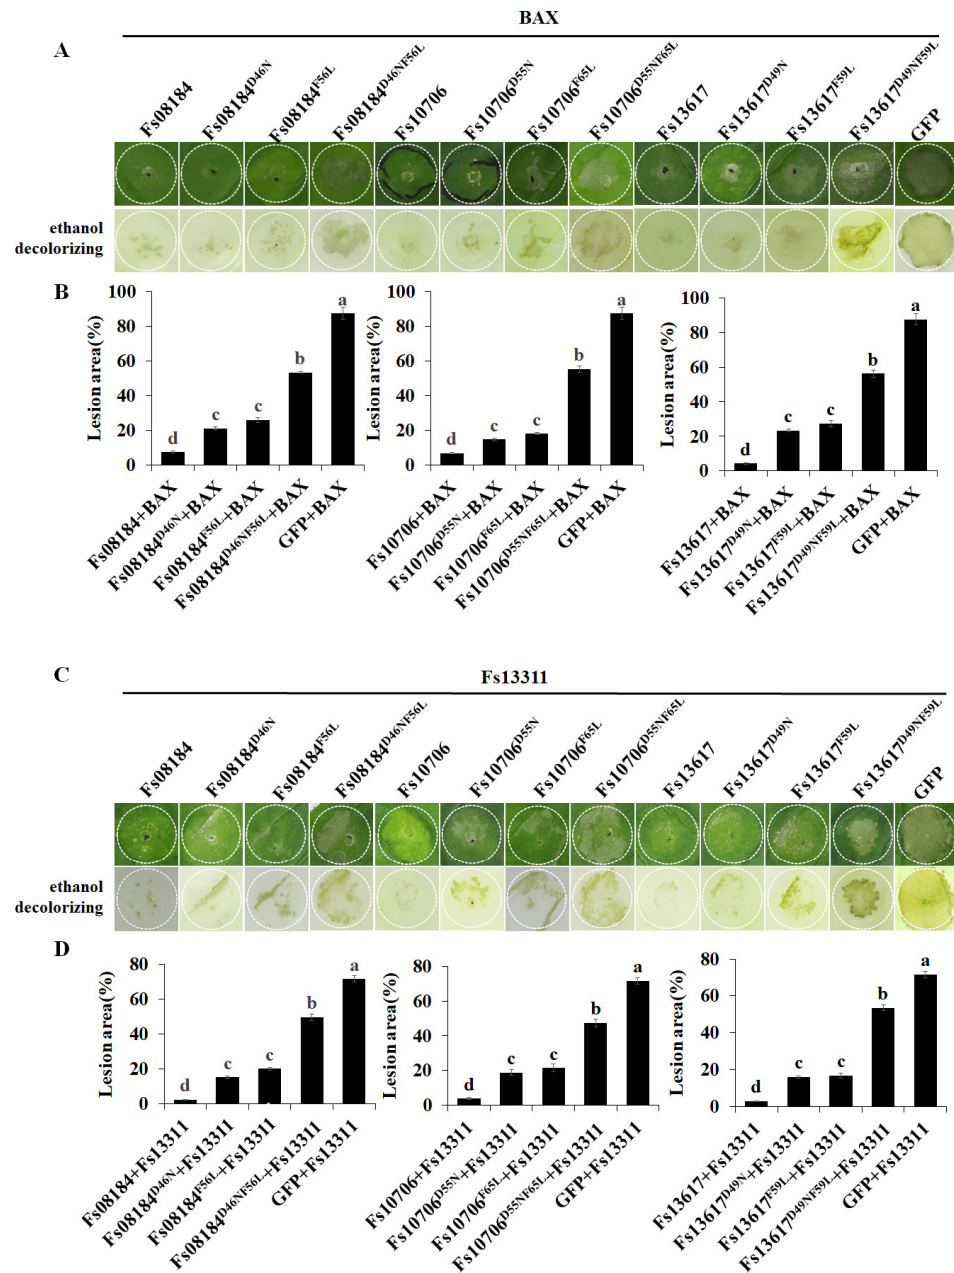 BAX
A
Fs08184
Fs08184D46N
Fs08184F56L
Fs08184D46NF56L
Fs10706
Fs10706D55N
Fs10706F65L
Fs10706D55NF65L
Fs13617
Fs13617D49N
Fs13617F59L
Fs13617D49NF59L
GFP
ethanol
decolorizing
B
Lesion area(%)
100
80
60
40
20
0
d
c
c
b
a
Fs08184+BAX
Fs08184D46N+BAX
Fs08184F56L+BAX
Fs08184D46NF56L+BAX
GFP+BAX
Lesion area(%)
100
80
60
40
20
0
d
c
c
b
a
Fs10706+BAX
Fs10706D55N+BAX
Fs10706F65L+BAX
Fs10706D55NF65L+BAX
GFP+BAX
Lesion area(%)
100
80
60
40
20
0
d
c
c
b
a
Fs13617+BAX
Fs13617D49N+BAX
Fs13617F59L+BAX
Fs13617D49NF59L+BAX
GFP+BAX
C
Fs13311
Fs08184
Fs08184D46N
Fs08184F56L
Fs08184D46NF56L
Fs10706
Fs10706D55N
Fs10706F65L
Fs10706D55NF65L
Fs13617
Fs13617D49N
Fs13617F59L
Fs13617D49NF59L
GFP
ethanol
decolorizing
D
Lesion area(%)
80
60
40
20
0
d
c
c
b
a
Fs08184+Fs13311
Fs08184D46N+Fs13311
Fs08184F56L+Fs13311
Fs08184D46NF56L+Fs13311
GFP+Fs13311
Lesion area(%)
80
60
40
20
0
d
c
c
b
a
Fs10706+Fs13311
Fs10706D55N+Fs13311
Fs10706F65L+Fs13311
Fs10706D55NF65L+Fs13311
GFP+Fs13311
Lesion area(%)
80
60
40
20
0
d
c
c
b
a
Fs13617+Fs13311
Fs13617D49N+Fs13311
Fs13617F59L+Fs13311
Fs13617D49NF59L+Fs13311
GFP+Fs13311